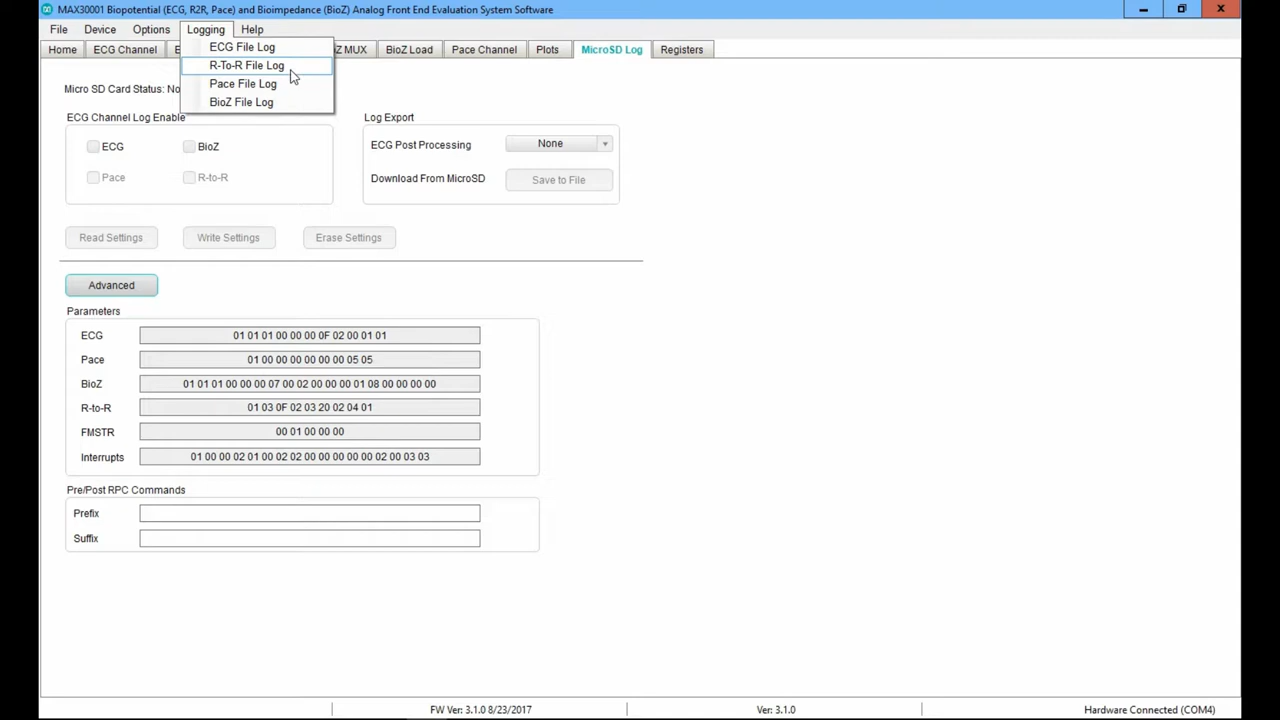 MAX30001 Biopotential (ECG, R2R, Pace) and Bioimpedance (BioZ) Analog Front End Evaluation System Software
File Device Options Logging Help
Home ECG Channel Z MUX BioZ Load Pace Channel Plots MicroSD Log Registers
ECG File Log
R-To-R File Log
Pace File Log
BioZ File Log
Micro SD Card Status: No
ECG Channel Log Enable
ECG BioZ
Pace R-to-R
Log Export
ECG Post Processing None
Download From MicroSD Save to File
Read Settings Write Settings Erase Settings
Advanced
Parameters
ECG 01 01 01 00 00 00 0F 02 00 01 01
Pace 01 00 00 00 00 00 00 05 05
BioZ 01 01 01 00 00 00 07 00 02 00 00 00 01 08 00 00 00 00
R-to-R 01 03 0F 02 03 20 02 04 01
FMSTR 00 01 00 00 00
Interrupts 01 00 00 02 01 00 02 02 00 00 00 00 00 02 00 03 03
Pre/Post RPC Commands
Prefix
Suffix
FW Ver: 3.1.0 8/23/2017 Ver: 3.1.0 Hardware Connected (COM4)